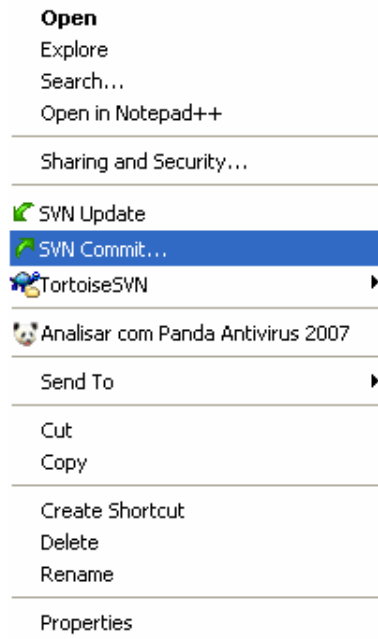 Open
Explore
Search...
Open in Notepad++
Sharing and Security...
SVN Update
SVN Commit...
TortoiseSVN
Analisar com Panda Antivirus 2007
Send To
Cut
Copy
Create Shortcut
Delete
Rename
Properties